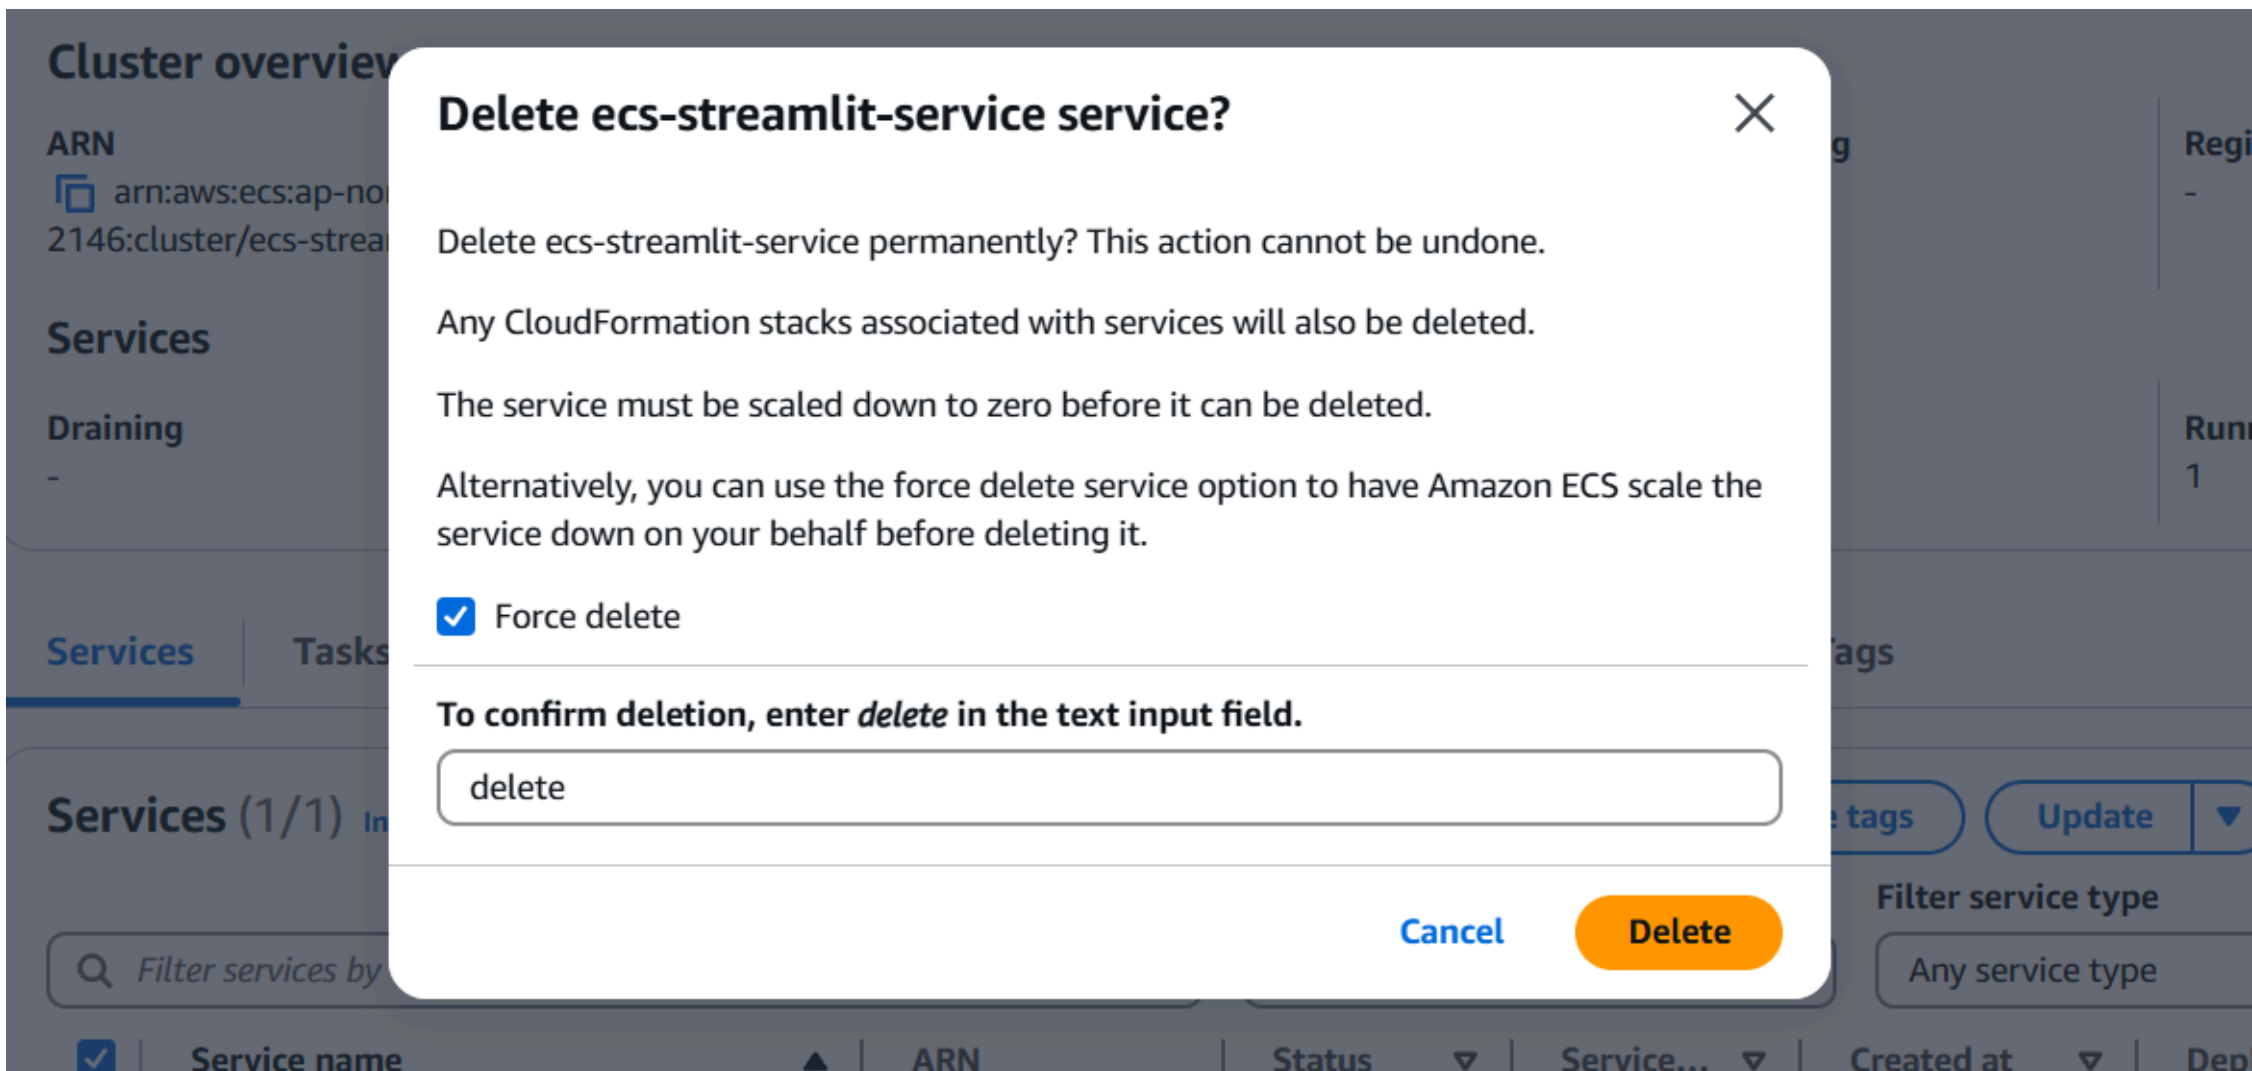 Cluster overview
ARN
arn:aws:ecs:ap-nor
2146:cluster/ecs-strea
Services
Draining
-
Delete ecs-streamlit-service service?
Delete ecs-streamlit-service permanently? This action cannot be undone.
Any CloudFormation stacks associated with services will also be deleted.
The service must be scaled down to zero before it can be deleted.
Alternatively, you can use the force delete service option to have Amazon ECS scale the
service down on your behalf before deleting it.
Force delete
To confirm deletion, enter delete in the text input field.
delete
Cancel
Delete
g
Regi
-
Runn
1
Services
Tasks
ags
Services (1/1)
In
tags
Update
Filter services by
Filter service type
Any service type
Service name
ARN
Status
Service...
Created at
Depl